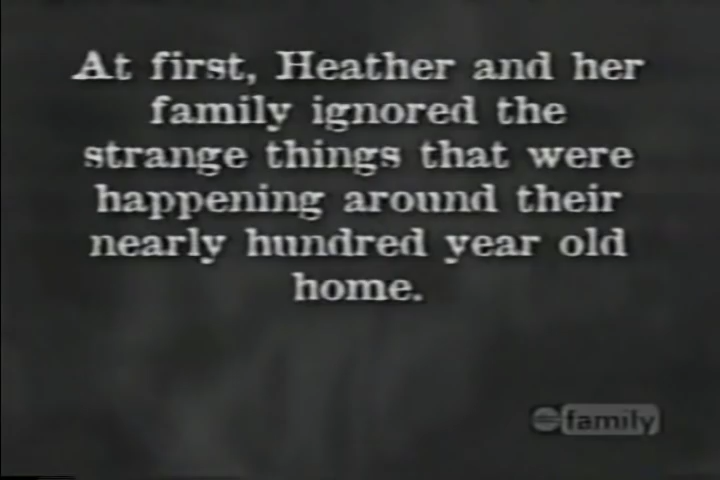 At first, Heather and her
family ignored the
strange things that were
happening around their
nearly hundred year old
home.
family